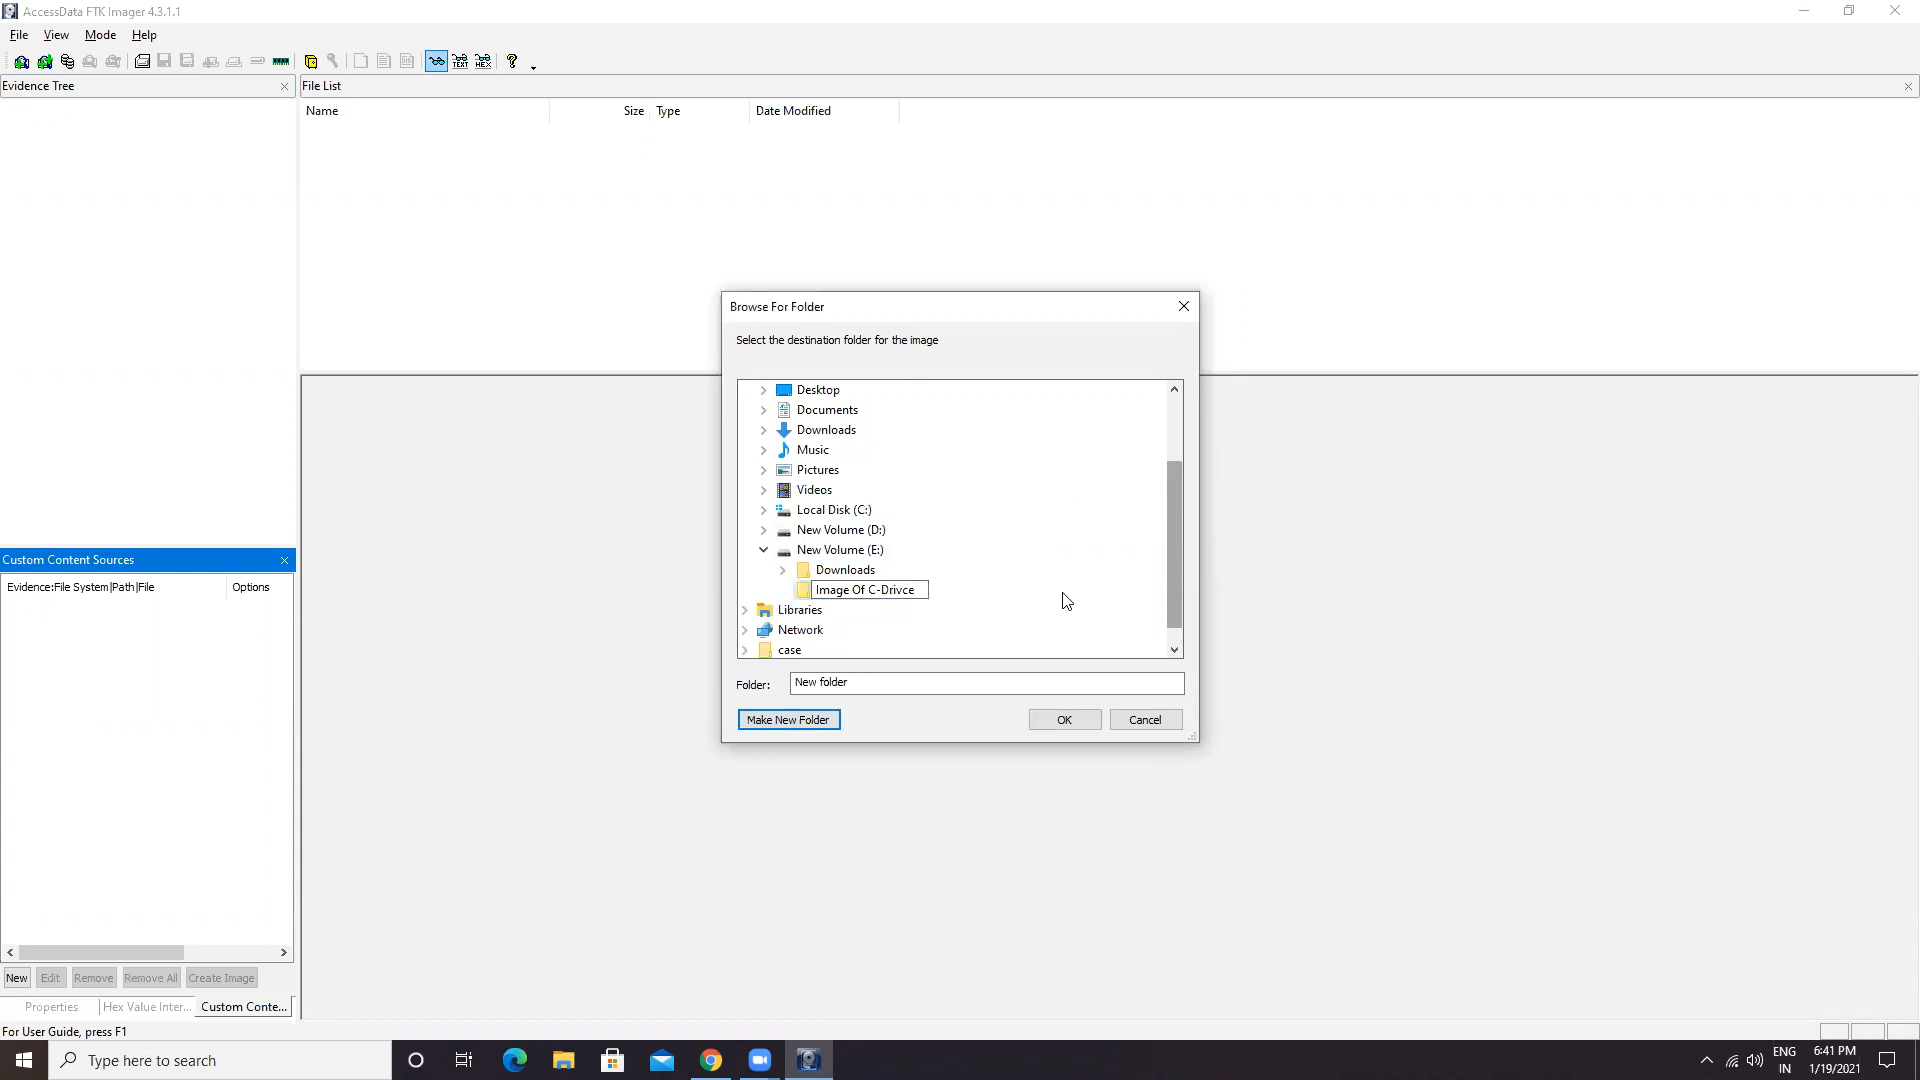 AccessData FTK Imager 4.3.1.1
File View Mode Help
TEXT HEX ?
Evidence Tree
File List
Name Size Type Date Modified
Browse For Folder
Select the destination folder for the image
Desktop
Documents
Downloads
Music
Pictures
Videos
Local Disk (C:)
New Volume (D:)
New Volume (E:)
Downloads
Image Of C-Drivce
Libraries
Network
case
Folder: New folder
Make New Folder OK Cancel
Custom Content Sources
Evidence:File System|Path|File Options
New Edit Remove Remove All Create Image
Properties Hex Value Inter... Custom Conte...
For User Guide, press F1
Type here to search
ENG
IN
6:41 PM
1/19/2021